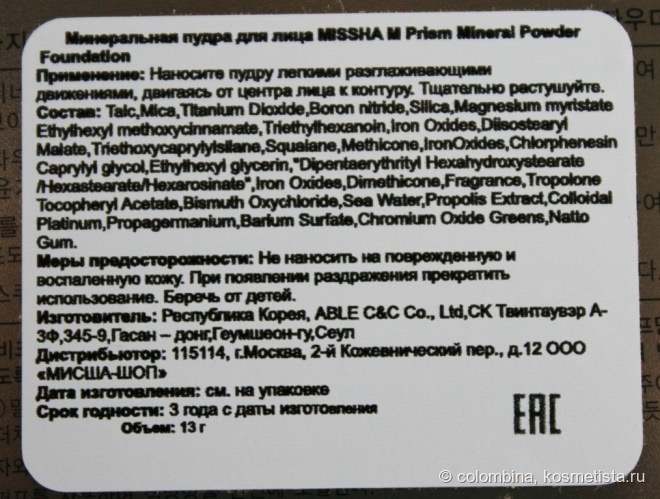 Минеральная пудра для лица MISSHA M Prism Mineral Powder
Foundation
Применение: Наносите пудру легкими разглаживающими
движениями, двигаясь от центра лица к контуру. Тщательно растушуйте.
Состав: Talc,Mica,Titanium Dioxide,Boron nitride,Silica,Magnesium myristate
Ethylhexyl methoxycinnamate,Triethylhexanoin,Iron Oxides,Diisostearyl
Malate,Triethoxycaprylylsilane,Squalane,Methicone,IronOxides,Chlorphenesin
Caprylyl glycol,Ethylhexyl glycerin,"Dipentaerythrityl Hexahydroxystearate
/Hexastearate/Hexarosinate",Iron Oxides,Dimethicone,Fragrance,Tropolone
Tocopheryl Acetate,Bismuth Oxychloride,Sea Water,Propolis Extract,Colloidal
Platinum,Propagermanium,Barium Surfate,Chromium Oxide Greens,Natto
Gum.
Меры предосторожности: Не наносить на поврежденную и
воспаленную кожу. При появлении раздражения прекратить
использование. Беречь от детей.
Изготовитель: Республика Корея, ABLE C&C Co., Ltd,СК Твинтауэр А-
3Ф,345-9,Гасан – донг,Геумшеон-гу,Сеул
Дистрибьютор: 115114, г.Москва, 2-й Кожевнический пер., д.12 ООО
«МИСША-ШОП»
Дата изготовления: см. на упаковке
Срок годности: 3 года с даты изготовления
Объем: 13 г
EAC
© colombina, kosmetista.ru